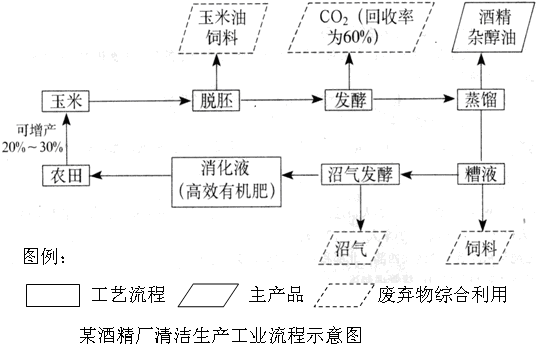 玉米油
饲料
CO₂(回收率
为60%)
酒精
杂醇油
玉米
脱胚
发酵
蒸馏
可增产
20%～30%
农田
消化液
(高效有机肥)
沼气发酵
糟液
沼气
饲料
图例：
工艺流程
主产品
废弃物综合利用
某酒精厂清洁生产工业流程示意图